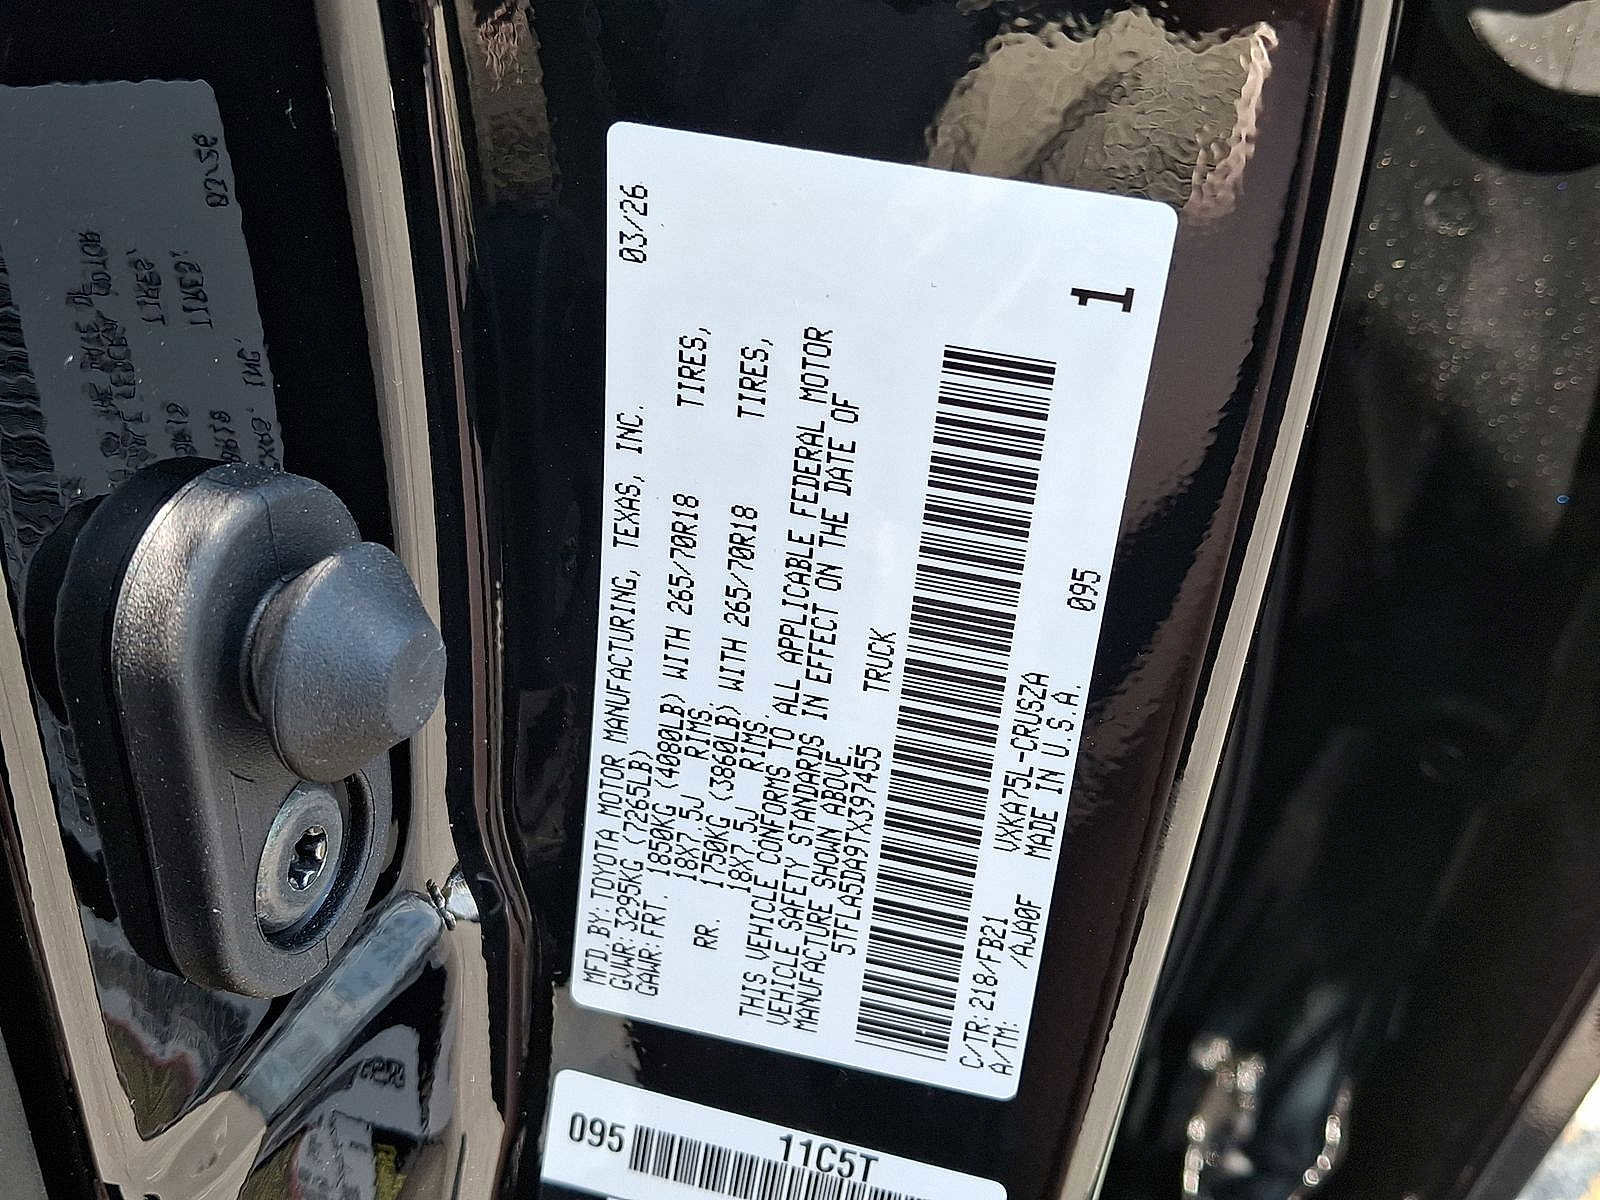 03/26
MFD.BY:TOYOTA MOTOR MANUFACTURING, TEXAS, INC.
GVWR:3295KG (7265LB)
GAWR:FRT. 1850KG (4080LB) WITH 265/70R18 TIRES,
18X7.5J RIMS.
RR. 1750KG (3860LB) WITH 265/70R18 TIRES,
18X7.5J RIMS.
THIS VEHICLE CONFORMS TO ALL APPLICABLE FEDERAL MOTOR
VEHICLE SAFETY STANDARDS IN EFFECT ON THE DATE OF
MANUFACTURE SHOWN ABOVE.
5TFLA5DA9TX397455 TRUCK
1
C/TR:218/FB21 VXKA75L-CRUSZA 095
A/TM: /AJA0F MADE IN U.S.A.
095 11C5T